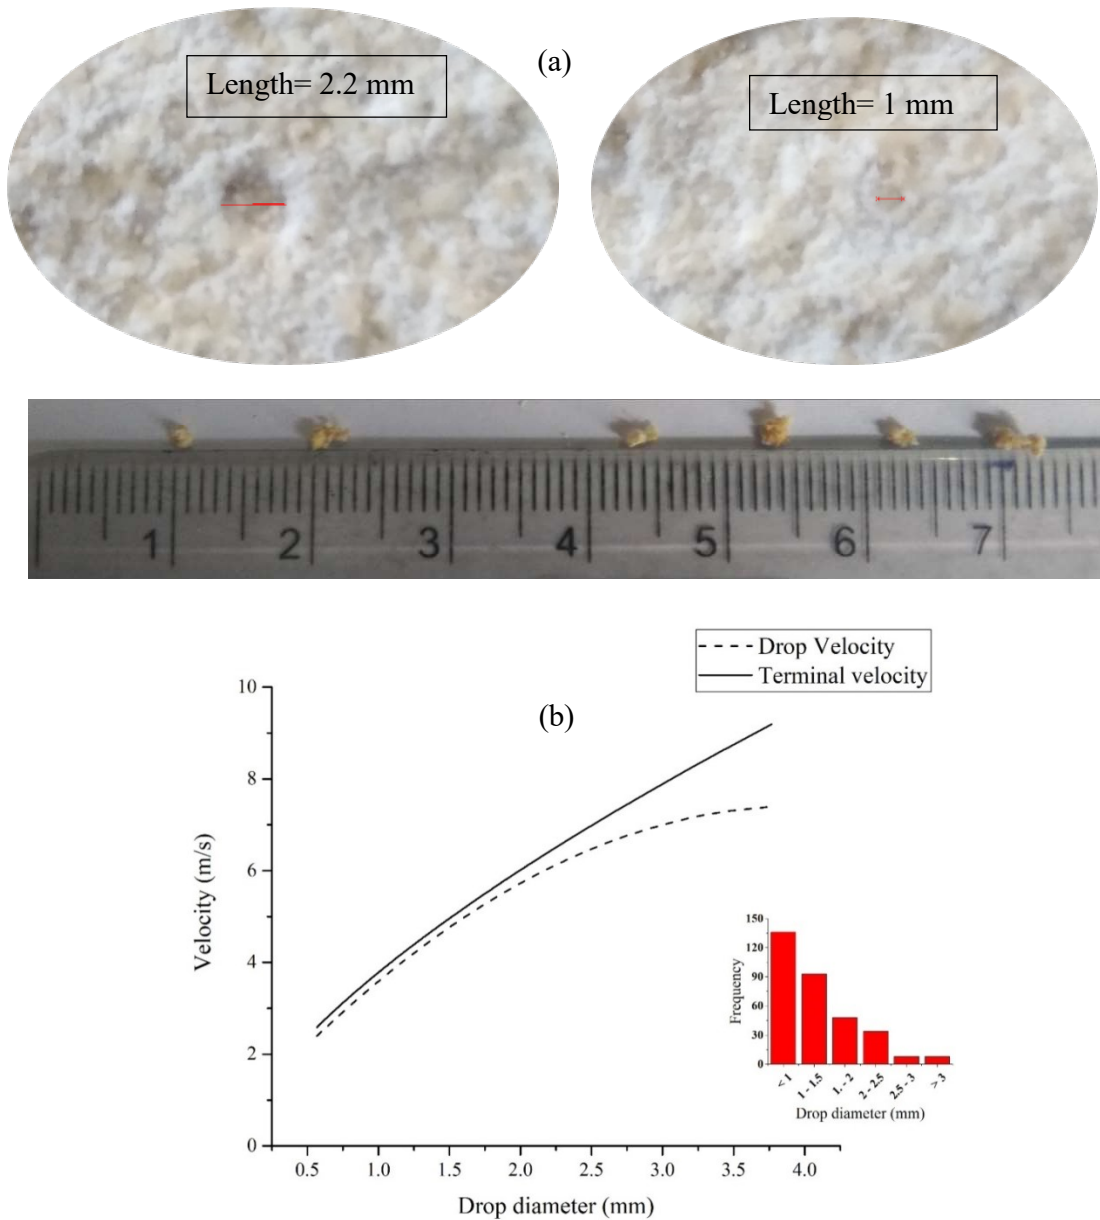 (a)
Length= 2.2 mm
Length= 1 mm
1 2 3 4 5 6 7
Drop Velocity
Terminal velocity
(b)
10
8
6
4
2
0
Velocity (m/s)
0.5 1.0 1.5 2.0 2.5 3.0 3.5 4.0
Drop diameter (mm)
150
120
90
60
30
0
Frequency
< 1 1 - 1.5 1. - 2 2 - 2.5 2.5 - 3 > 3
Drop diameter (mm)